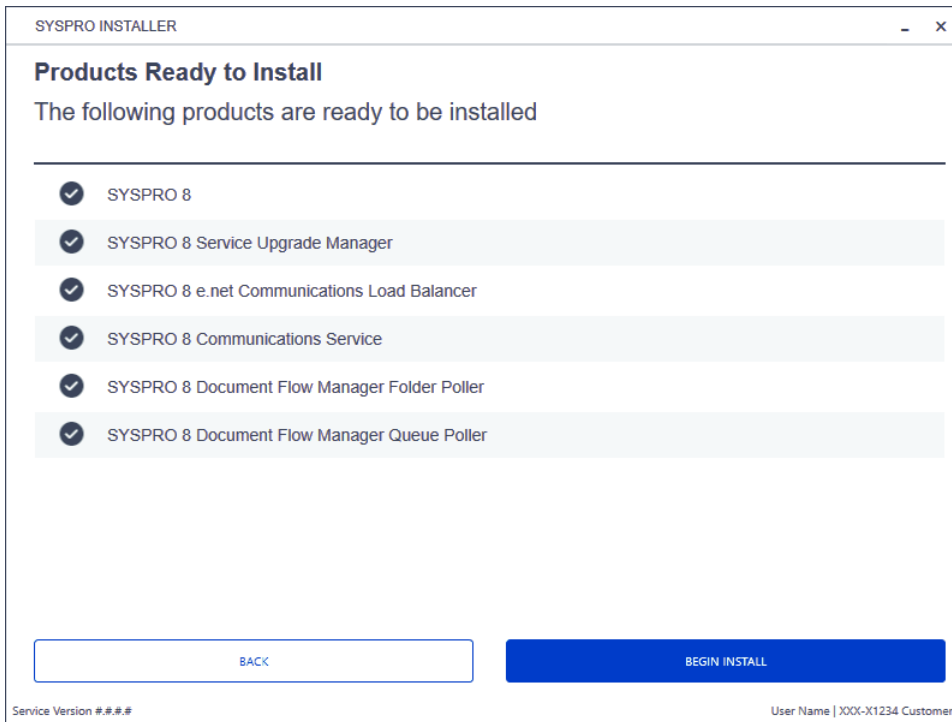 SYSPRO INSTALLER
Products Ready to Install
The following products are ready to be installed
SYSPRO 8
SYSPRO 8 Service Upgrade Manager
SYSPRO 8 e.net Communications Load Balancer
SYSPRO 8 Communications Service
SYSPRO 8 Document Flow Manager Folder Poller
SYSPRO 8 Document Flow Manager Queue Poller
BACK
BEGIN INSTALL
Service Version #.#.#.#
User Name | XXX-X1234 Customer